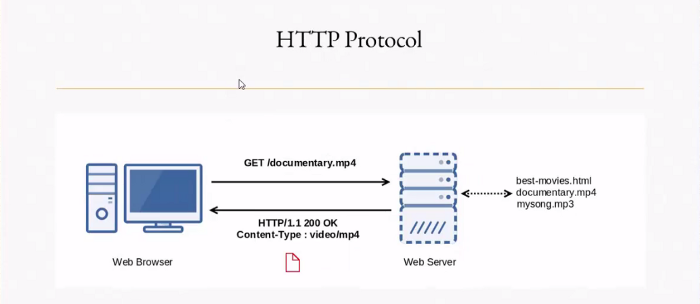 HTTP Protocol
GET /documentary.mp4
best-movies.html
documentary.mp4
mysong.mp3
HTTP/1.1 200 OK
Content-Type : video/mp4
Web Browser
Web Server